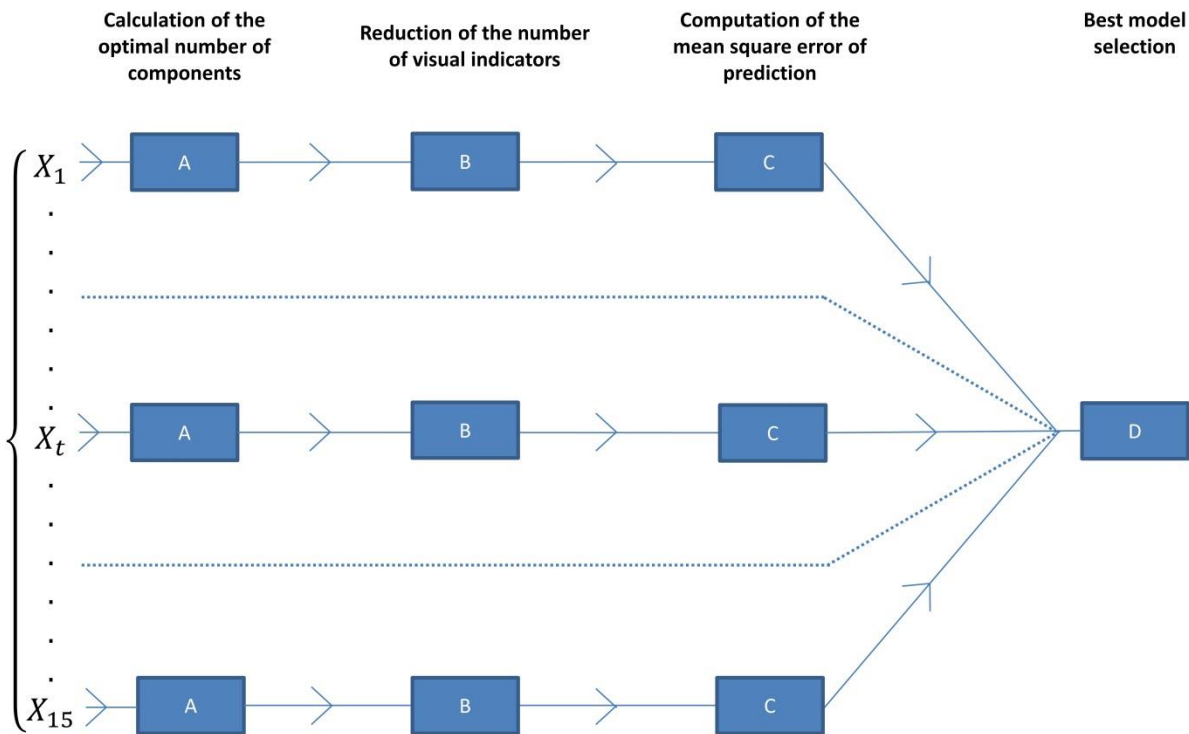 Calculation of the
optimal number of
components
Reduction of the number
of visual indicators
Computation of the
mean square error of
prediction
Best model
selection
X₁
A
B
C
.
.
.
.
.
.
Xₜ
A
B
C
D
.
.
.
.
.
.
X₁₅
A
B
C